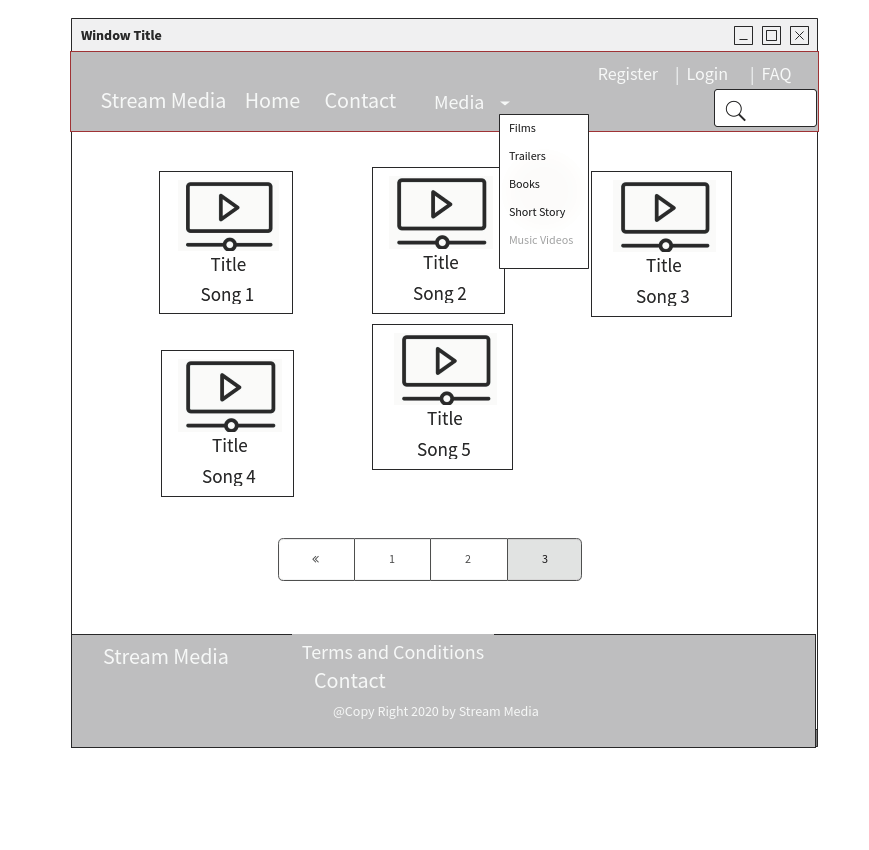 Window Title
Register | Login | FAQ
Stream Media Home Contact Media
Films
Trailers
Books
Short Story
Music Videos
Title
Song 1
Title
Song 2
Title
Song 3
Title
Song 4
Title
Song 5
« 1 2 3
Stream Media
Terms and Conditions
Contact
@Copy Right 2020 by Stream Media